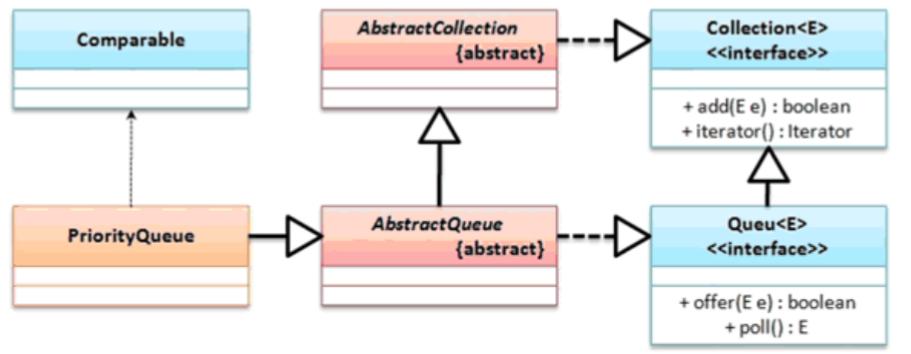 Comparable
AbstractCollection
{abstract}
Collection<E>
<<interface>>
+ add(E e) : boolean
+ iterator() : Iterator
PriorityQueue
AbstractQueue
{abstract}
Queu<E>
<<interface>>
+ offer(E e) : boolean
+ poll() : E